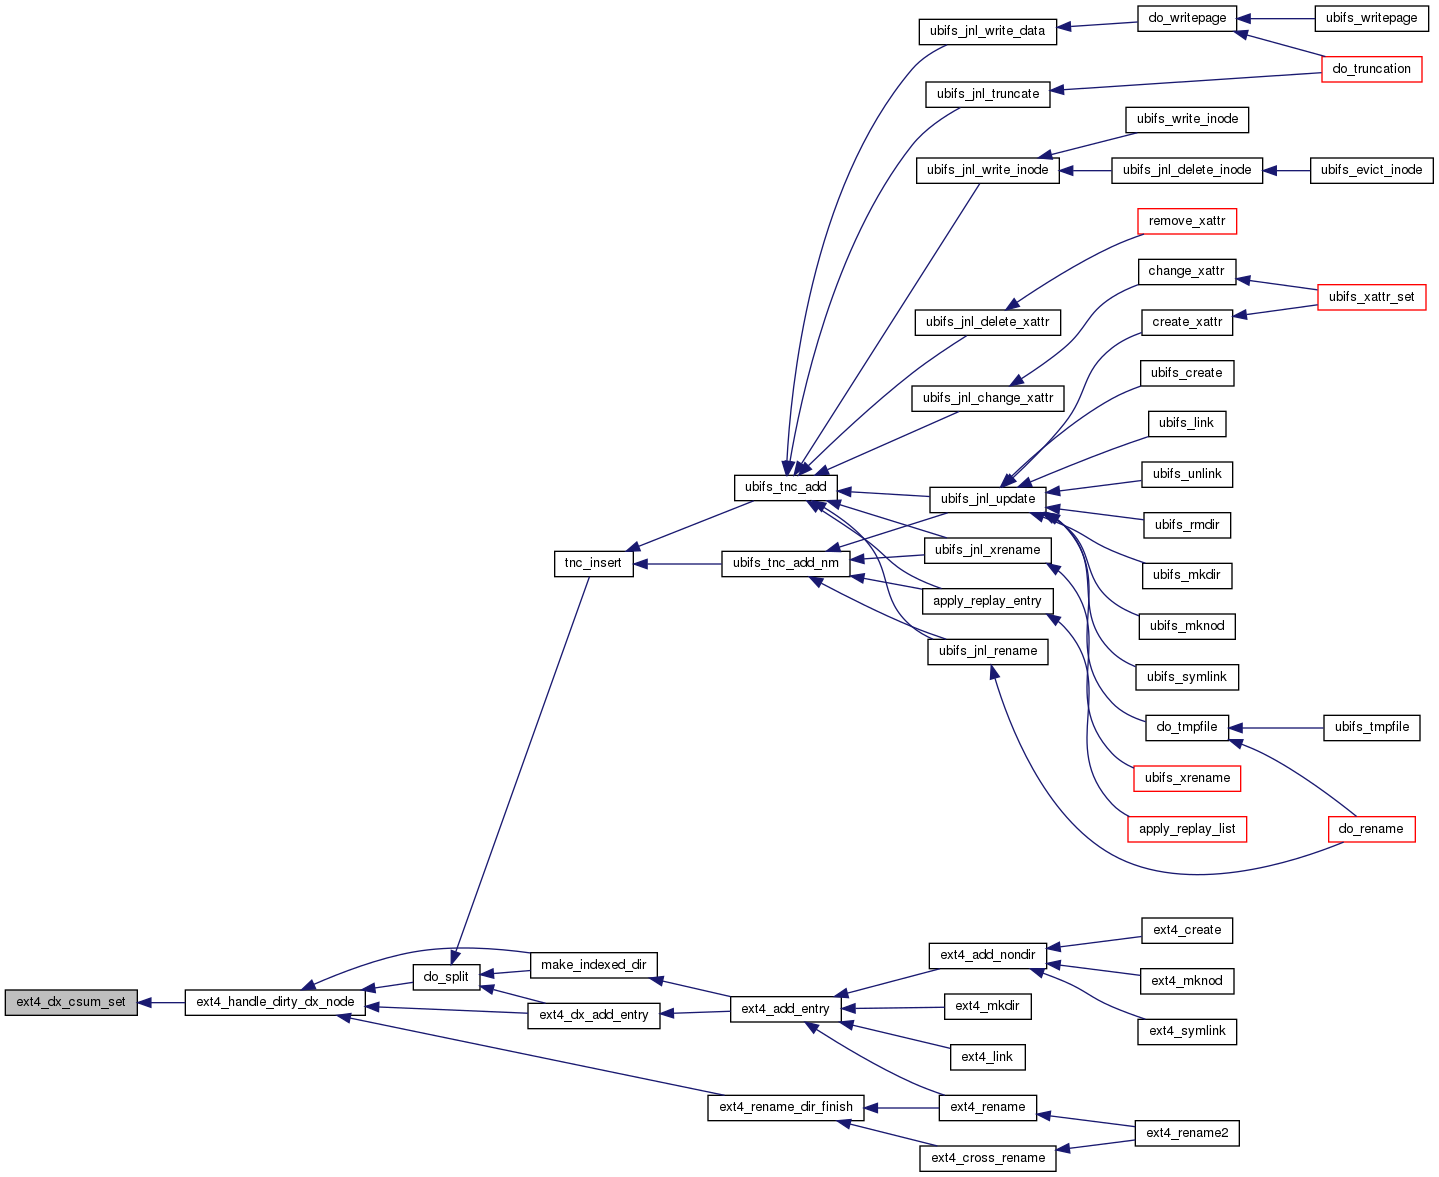 do_writepage
ubifs_writepage
ubifs_jnl_write_data
do_truncation
ubifs_jnl_truncate
ubifs_write_inode
ubifs_jnl_write_inode
ubifs_jnl_delete_inode
ubifs_evict_inode
remove_xattr
change_xattr
ubifs_xattr_set
ubifs_jnl_delete_xattr
create_xattr
ubifs_create
ubifs_jnl_change_xattr
ubifs_link
ubifs_unlink
ubifs_tnc_add
ubifs_jnl_update
ubifs_rmdir
ubifs_jnl_xrename
tnc_insert
ubifs_tnc_add_nm
ubifs_mkdir
apply_replay_entry
ubifs_mknod
ubifs_jnl_rename
ubifs_symlink
do_tmpfile
ubifs_tmpfile
ubifs_xrename
apply_replay_list
do_rename
ext4_create
ext4_add_nondir
make_indexed_dir
do_split
ext4_mknod
ext4_dx_csum_set
ext4_handle_dirty_dx_node
ext4_dx_add_entry
ext4_add_entry
ext4_mkdir
ext4_symlink
ext4_link
ext4_rename_dir_finish
ext4_rename
ext4_rename2
ext4_cross_rename